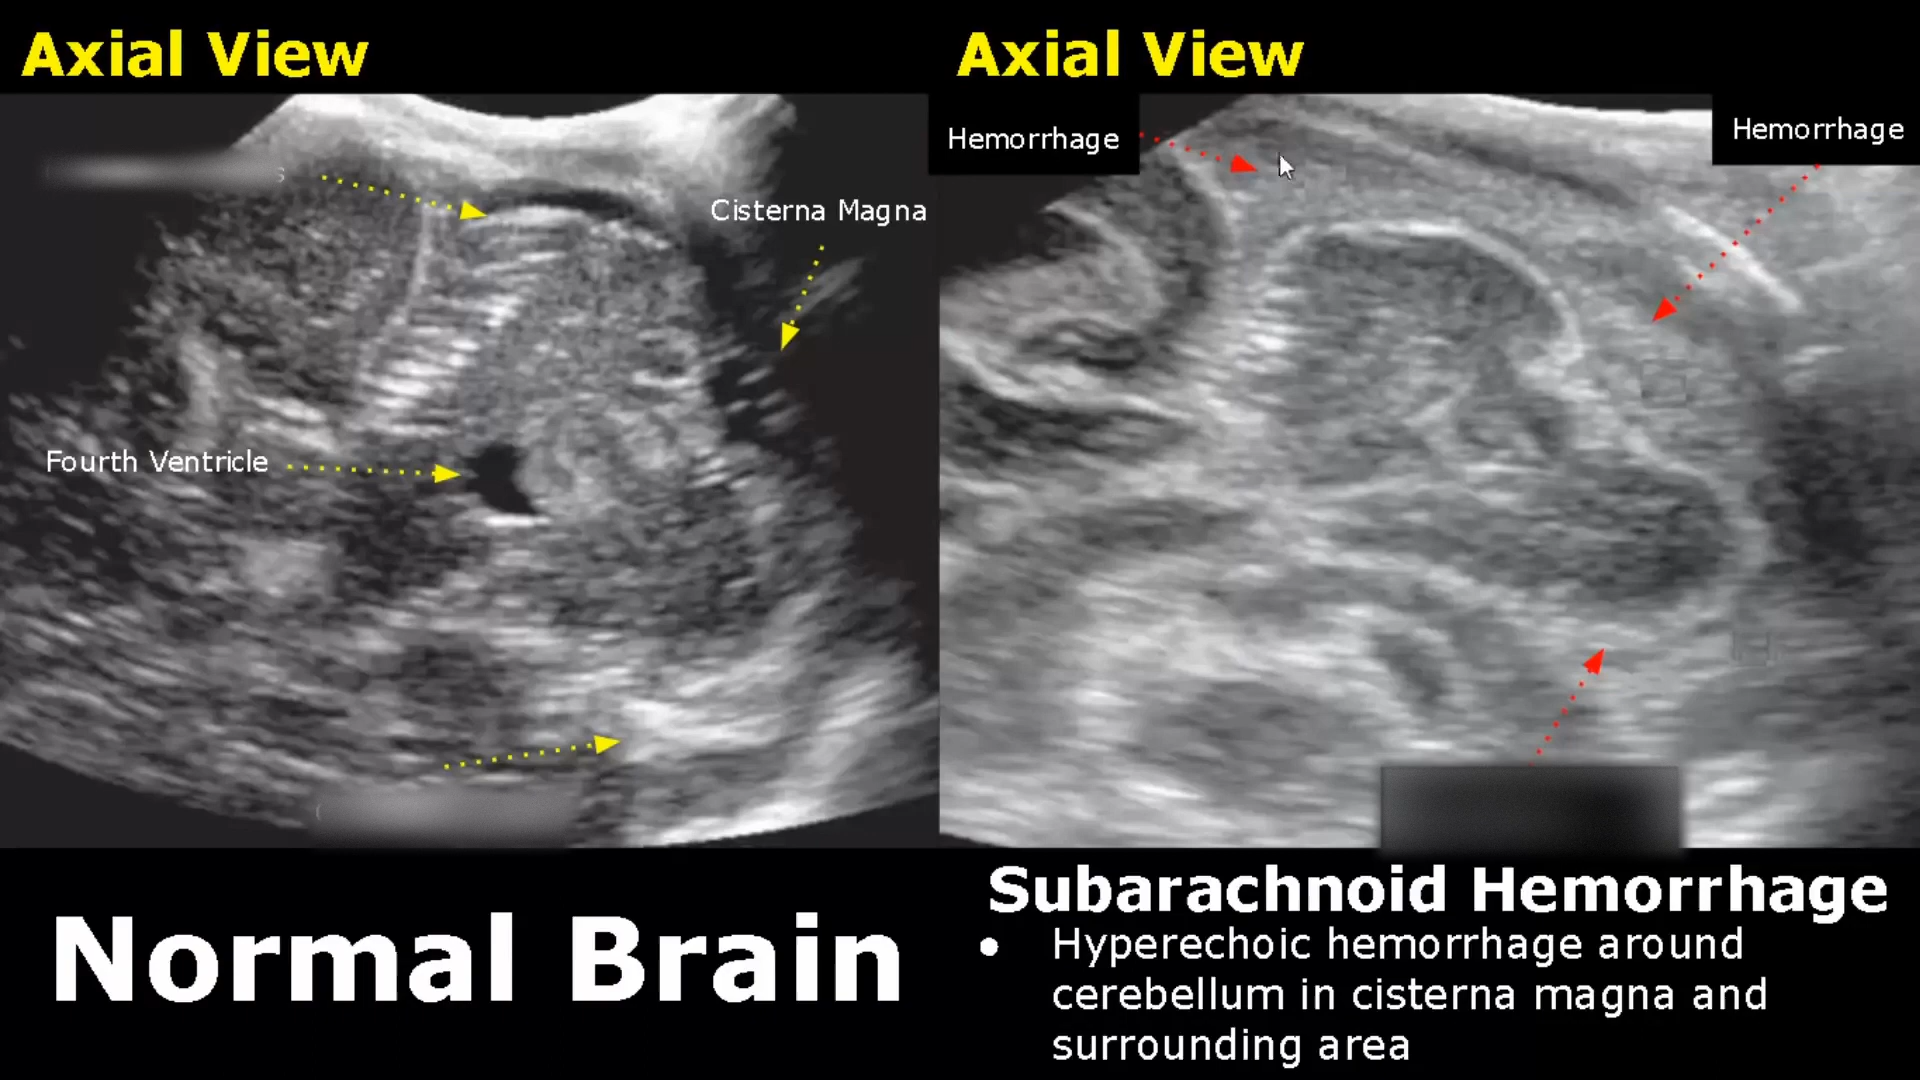 Axial View
Axial View
Hemorrhage
Hemorrhage
Cisterna Magna
Fourth Ventricle
Normal Brain
Subarachnoid Hemorrhage
• Hyperechoic hemorrhage around
cerebellum in cisterna magna and
surrounding area